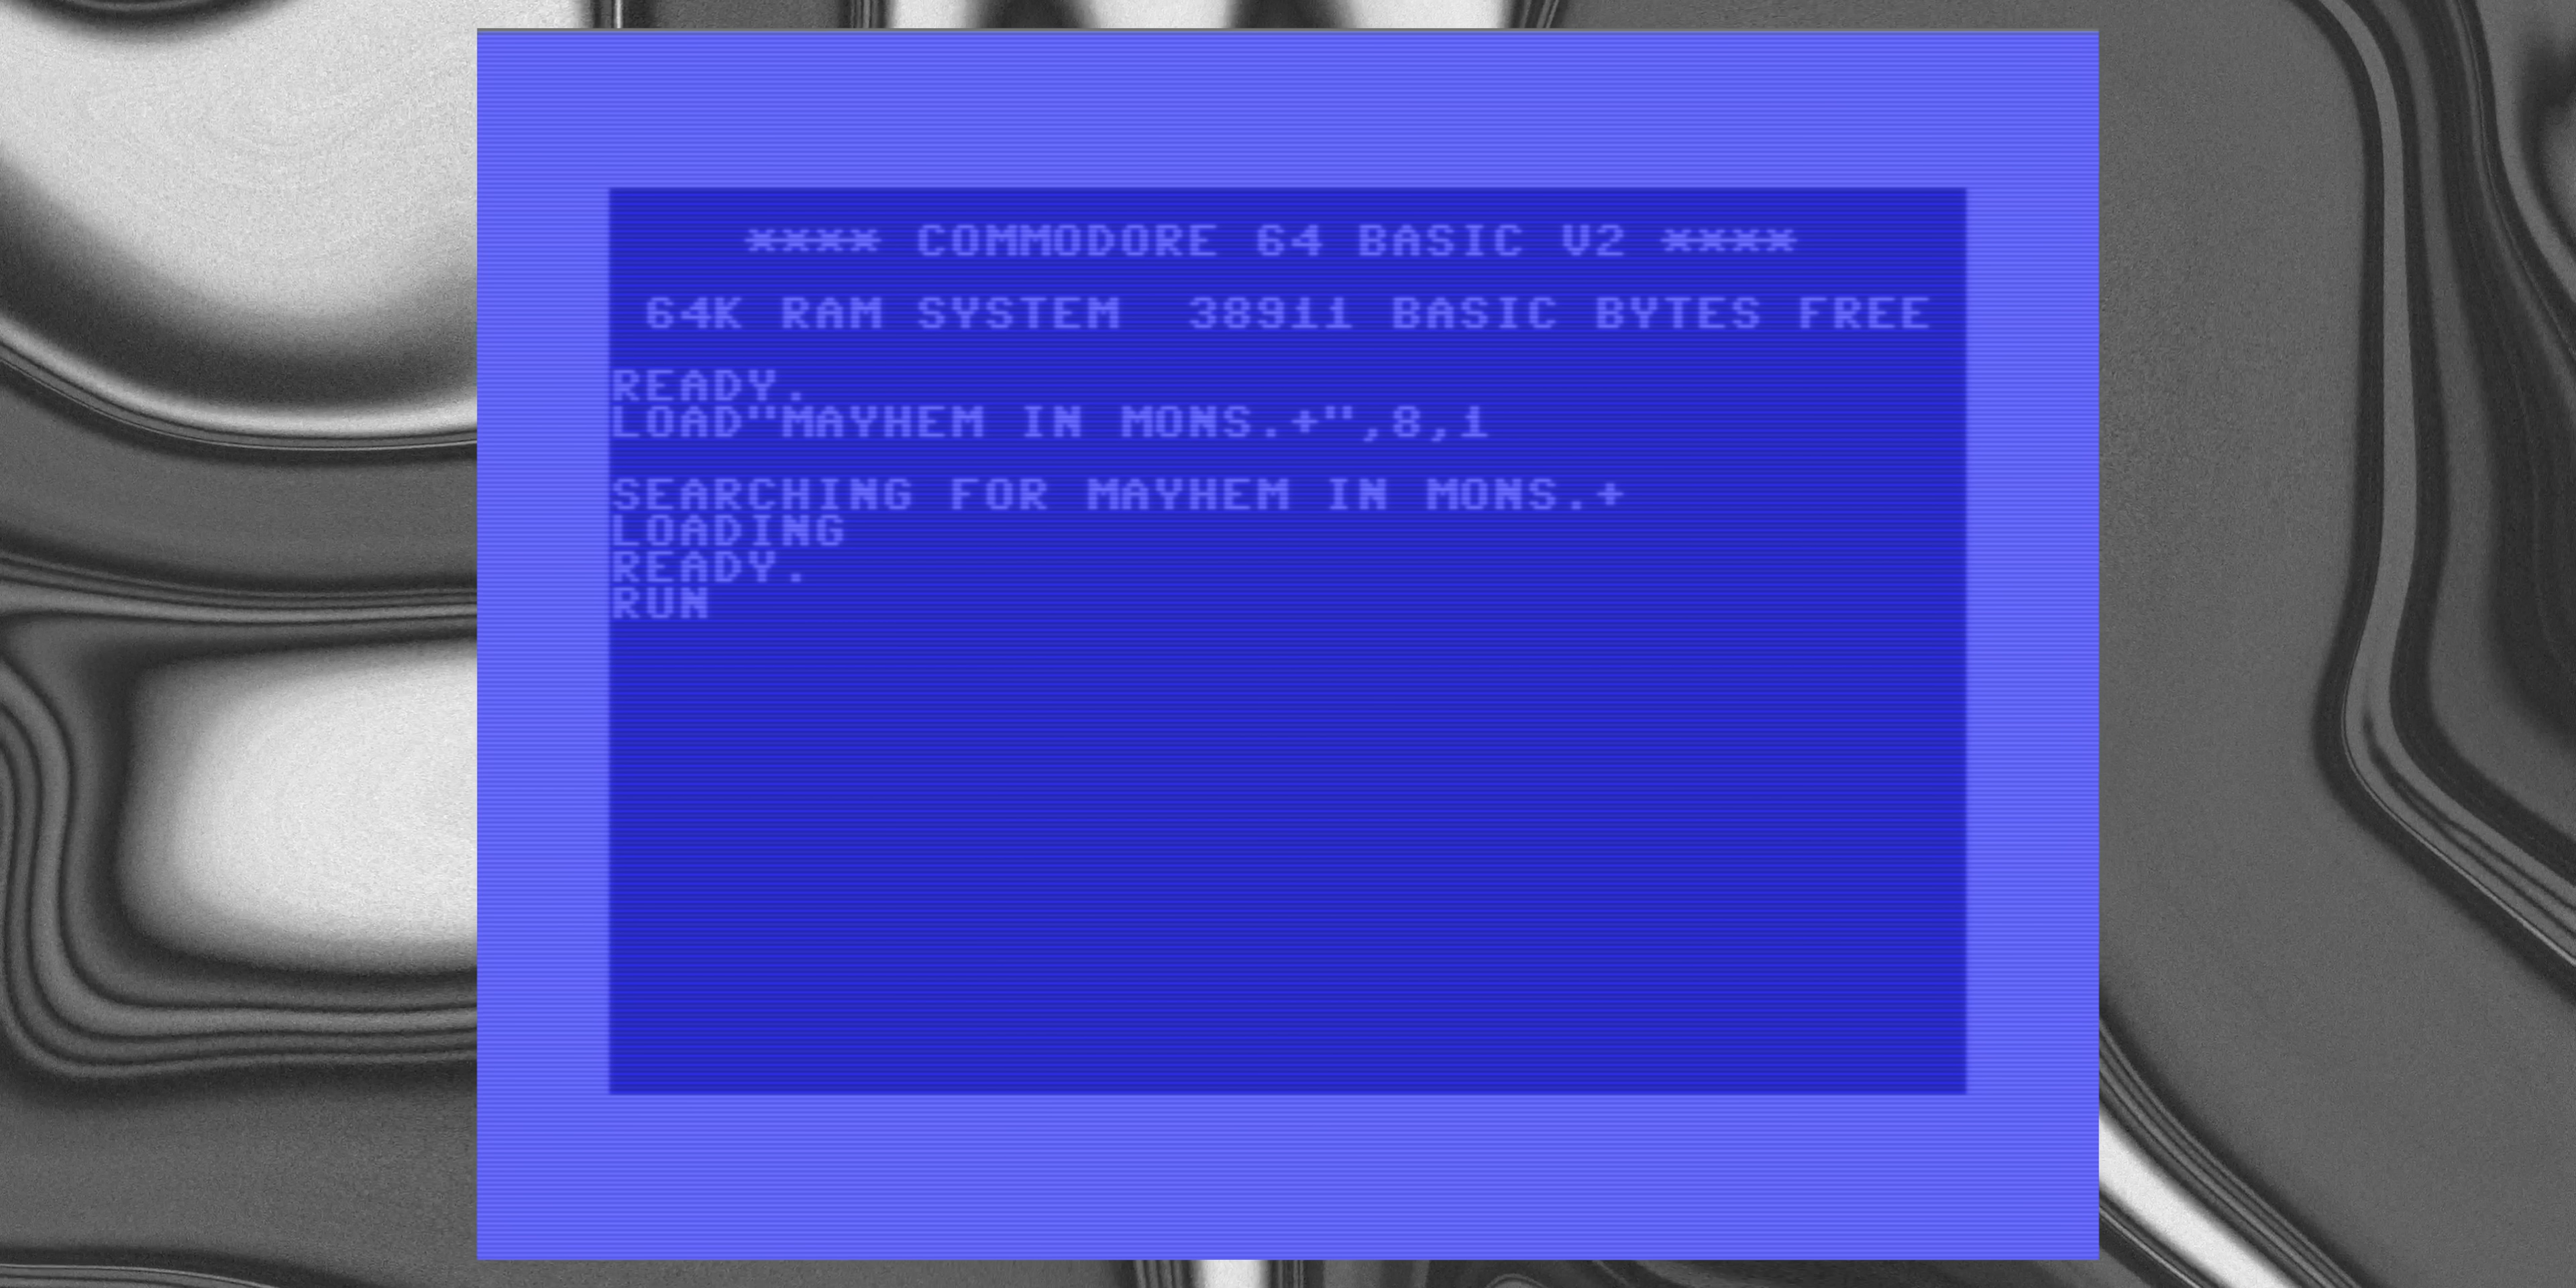 **** COMMODORE 64 BASIC V2 ****
64K RAM SYSTEM  38911 BASIC BYTES FREE
READY.
LOAD"MAYHEM IN MONS.+",8,1
SEARCHING FOR MAYHEM IN MONS.+
LOADING
READY.
RUN